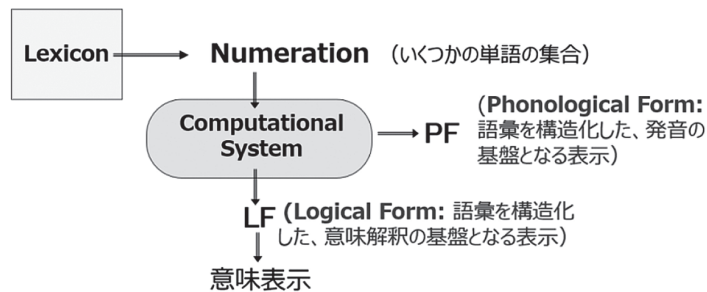 Lexicon
Numeration (いくつかの単語の集合)
Computational
System
PF
(Phonological Form:
語彙を構造化した、発音の
基盤となる表示)
LF (Logical Form: 語彙を構造化
した、意味解釈の基盤となる表示)
意味表示